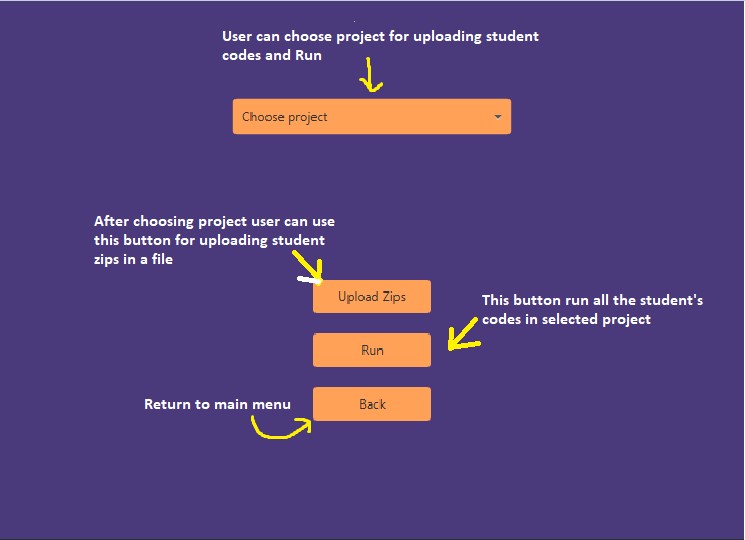 User can choose project for uploading student
codes and Run
Choose project
After choosing project user can use
this button for uploading student
zips in a file
Upload Zips
This button run all the student's
codes in selected project
Run
Return to main menu
Back